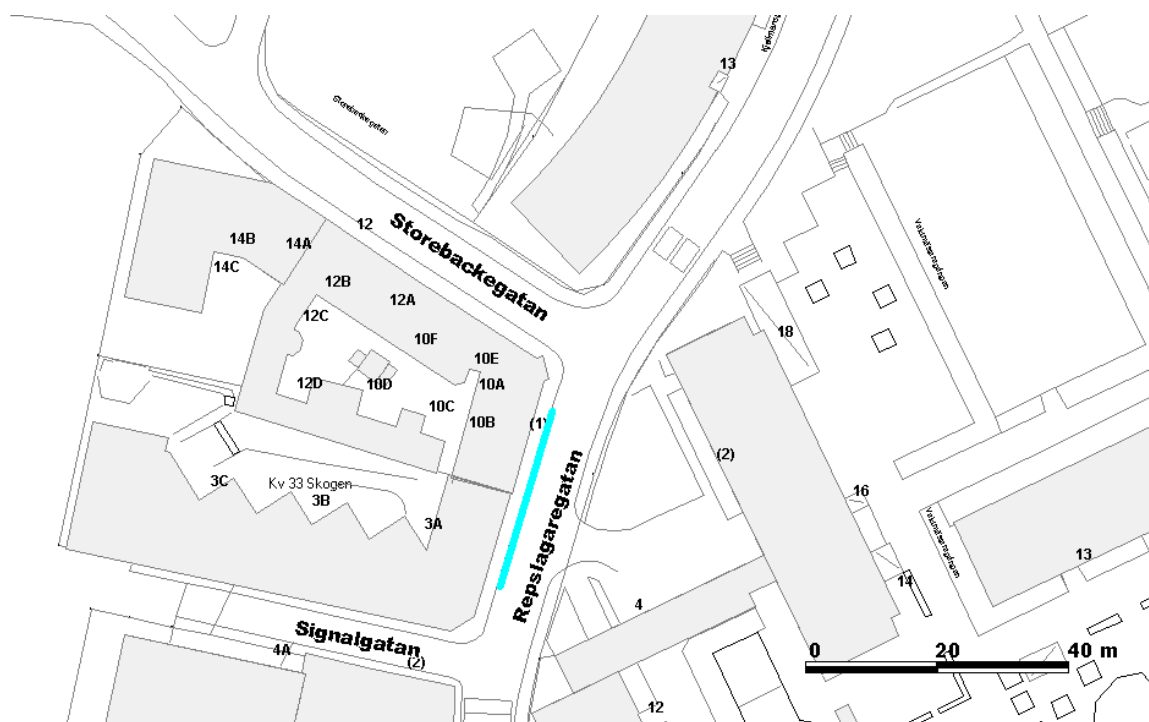 13
Storebackegatan
12
Storebackegatan
14B
14A
14C
12B
12A
12C
10F
10E
12D
10D
10A
10C
10B
(1)
18
(2)
16
3C
Kv 33 Skogen
3B
3A
Repslagaregatan
13
14
4
Signalgatan
4A
(2)
12
0
20
40 m